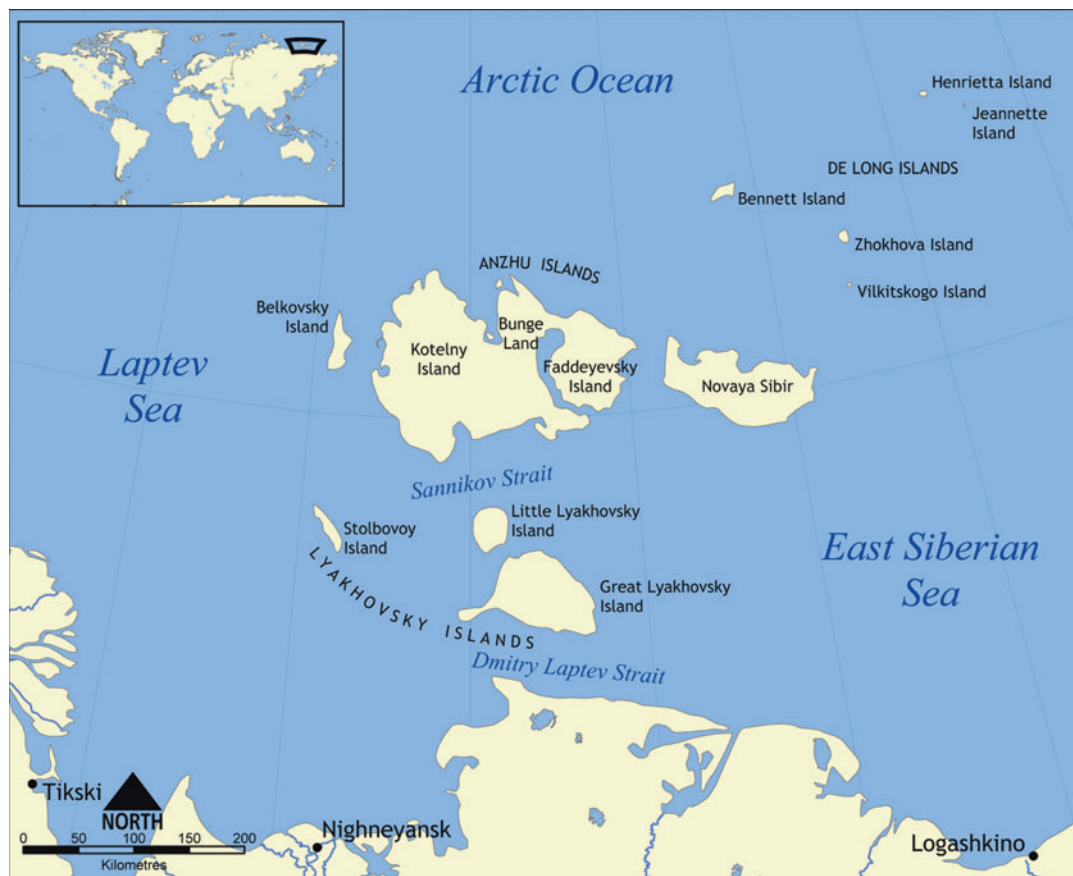 Arctic Ocean
Henrietta Island
Jeannette
Island
DE LONG ISLANDS
Bennett Island
Zhokhova Island
Vilkitskogo Island
ANZHU ISLANDS
Belkovsky
Island
Bunge
Land
Kotelny
Island
Faddeyevsky
Island
Novaya Sibir
Laptev
Sea
Sannikov Strait
Little Lyakhovsky
Island
Stolbovoy
Island
East Siberian
Sea
Great Lyakhovsky
Island
LYAKHOVSKY ISLANDS
Dmitry Laptev Strait
Tikski
NORTH
0 50 100 150 200
Kilometres
Nighneyansk
Logashkino